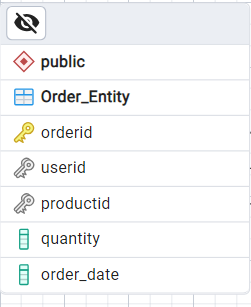 public
Order_Entity
orderid
userid
productid
quantity
order_date